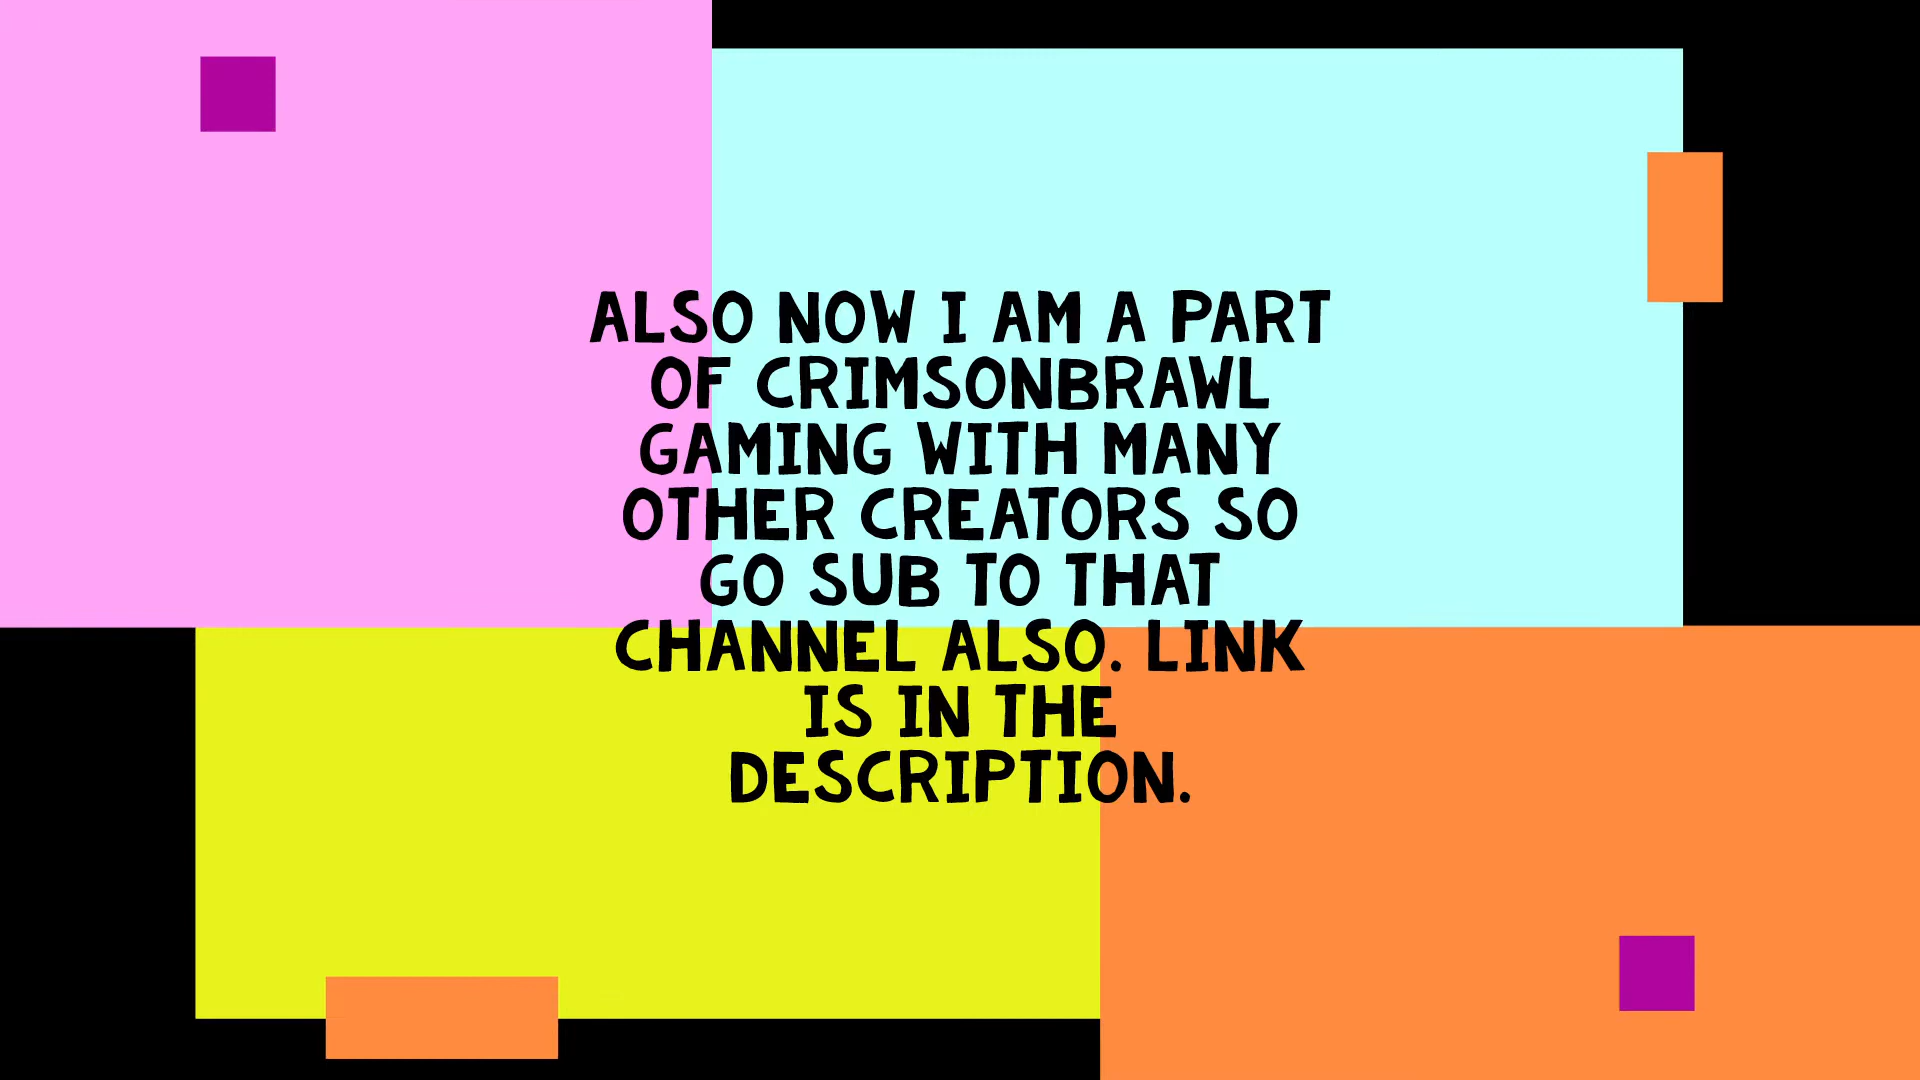 ALSO NOW I AM A PART
OF CRIMSONBRAWL
GAMING WITH MANY
OTHER CREATORS SO
GO SUB TO THAT
CHANNEL ALSO. LINK
IS IN THE
DESCRIPTION.